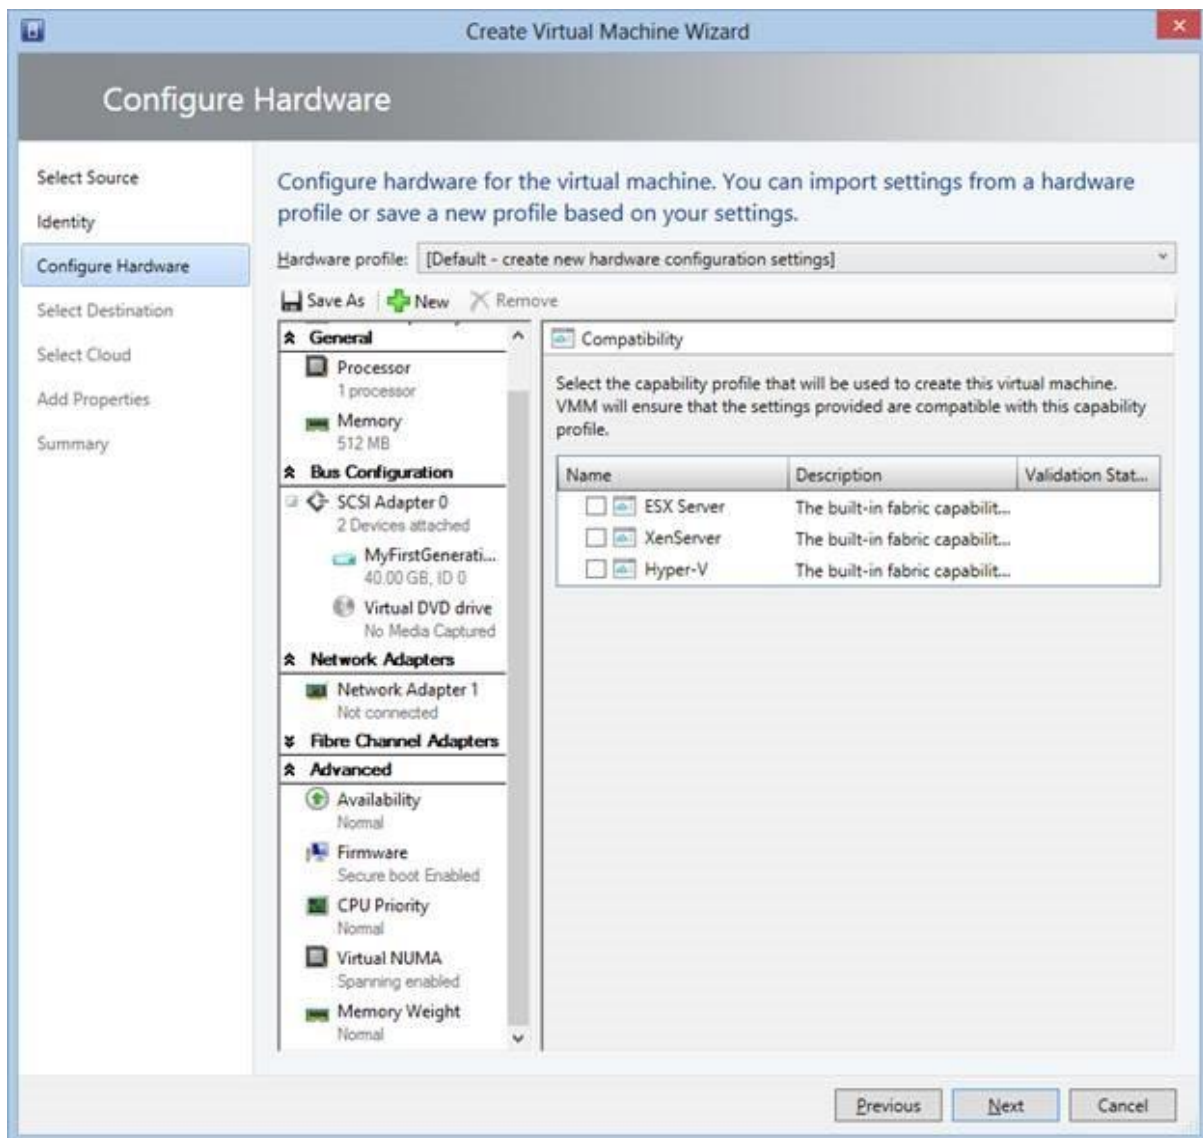 Create Virtual Machine Wizard
Configure Hardware
Select Source
Identity
Configure Hardware
Select Destination
Select Cloud
Add Properties
Summary
Configure hardware for the virtual machine. You can import settings from a hardware
profile or save a new profile based on your settings.
Hardware profile: [Default - create new hardware configuration settings]
Save As New Remove
General
Processor
1 processor
Memory
512 MB
Bus Configuration
SCSI Adapter 0
2 Devices attached
MyFirstGenerati...
40.00 GB, ID 0
Virtual DVD drive
No Media Captured
Network Adapters
Network Adapter 1
Not connected
Fibre Channel Adapters
Advanced
Availability
Normal
Firmware
Secure boot Enabled
CPU Priority
Normal
Virtual NUMA
Spanning enabled
Memory Weight
Normal
Compatibility
Select the capability profile that will be used to create this virtual machine.
VMM will ensure that the settings provided are compatible with this capability
profile.
Name Description Validation Stat...
ESX Server The built-in fabric capabilit...
XenServer The built-in fabric capabilit...
Hyper-V The built-in fabric capabilit...
Previous Next Cancel